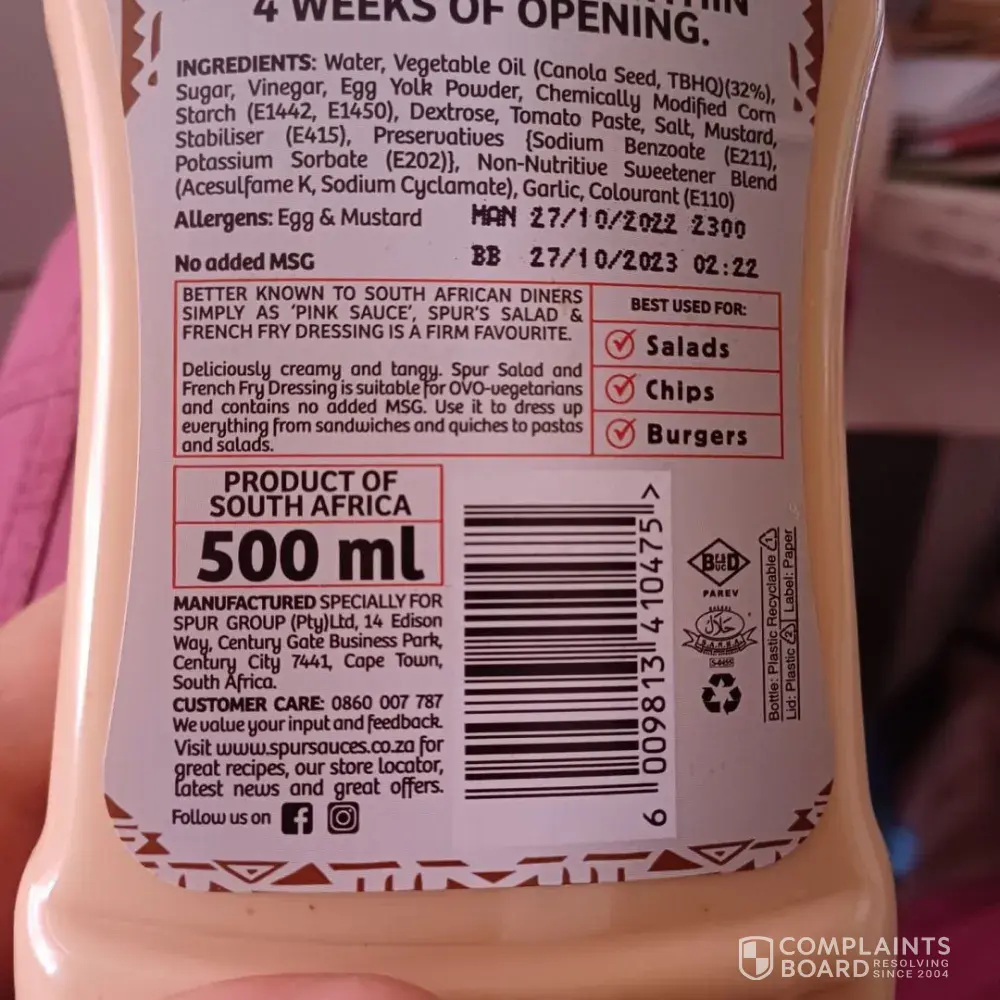 4 WEEKS OF OPENING.
INGREDIENTS: Water, Vegetable Oil (Canola Seed, TBHQ)(32%),
Sugar, Vinegar, Egg Yolk Powder, Chemically Modified Corn
Starch (E1442, E1450), Dextrose, Tomato Paste, Salt, Mustard,
Stabiliser (E415), Preservatives {Sodium Benzoate (E211),
Potassium Sorbate (E202)}, Non-Nutritive Sweetener Blend
(Acesulfame K, Sodium Cyclamate), Garlic, Colourant (E110)
Allergens: Egg & Mustard
MAN 27/10/2022 2300
No added MSG
BB 27/10/2023 02:22
BETTER KNOWN TO SOUTH AFRICAN DINERS
SIMPLY AS 'PINK SAUCE', SPUR'S SALAD &
FRENCH FRY DRESSING IS A FIRM FAVOURITE.
Deliciously creamy and tangy. Spur Salad and
French Fry Dressing is suitable for OVO-vegetarians
and contains no added MSG. Use it to dress up
everything from sandwiches and quiches to pastas
and salads.
BEST USED FOR:
Salads
Chips
Burgers
PRODUCT OF
SOUTH AFRICA
500 ml
MANUFACTURED SPECIALLY FOR
SPUR GROUP (Pty)Ltd, 14 Edison
Way, Century Gate Business Park,
Century City 7441, Cape Town,
South Africa.
CUSTOMER CARE: 0860 007 787
We value your input and feedback.
Visit www.spursauces.co.za for
great recipes, our store locator,
latest news and great offers.
Follow us on
6 009813 410475 >
PAREV
حلال
Bottle: Plastic Recyclable 1
Lid: Plastic 2 Label: Paper
COMPLAINTS
BOARD RESOLVING
SINCE 2004